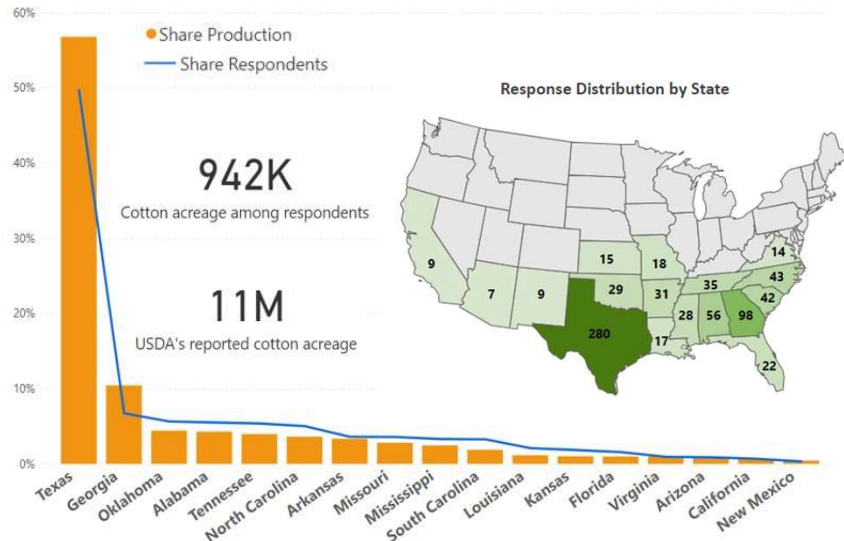 60%
50%
40%
30%
20%
10%
0%
Share Production
Share Respondents
942K
Cotton acreage among respondents
11M
USDA's reported cotton acreage
Response Distribution by State
9
7
9
15
29
280
18
31
17
28
35
56
98
22
42
43
14
Texas
Georgia
Oklahoma
Alabama
Tennessee
North Carolina
Arkansas
Missouri
Mississippi
South Carolina
Louisiana
Kansas
Florida
Virginia
Arizona
California
New Mexico